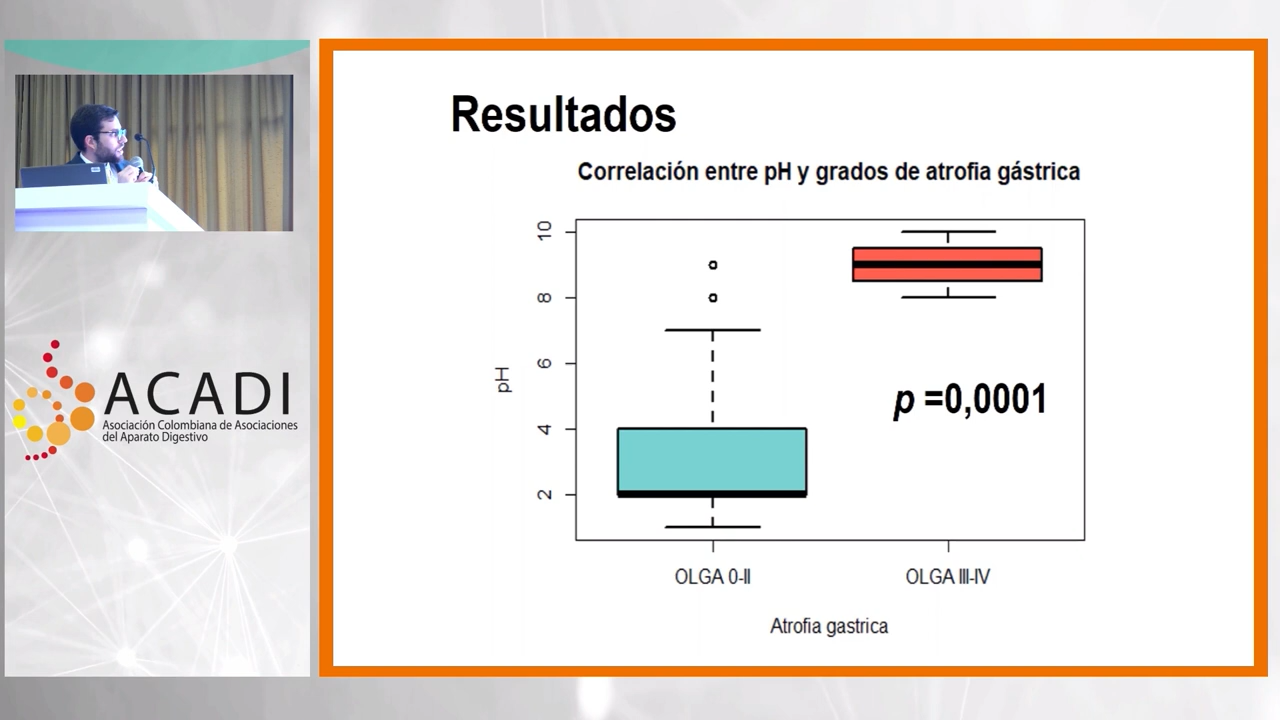 Resultados
Correlación entre pH y grados de atrofia gástrica
10
8
6
4
2
pH
p =0,0001
OLGA 0-II
OLGA III-IV
Atrofia gastrica
ACADI
Asociación Colombiana de Asociaciones
del Aparato Digestivo